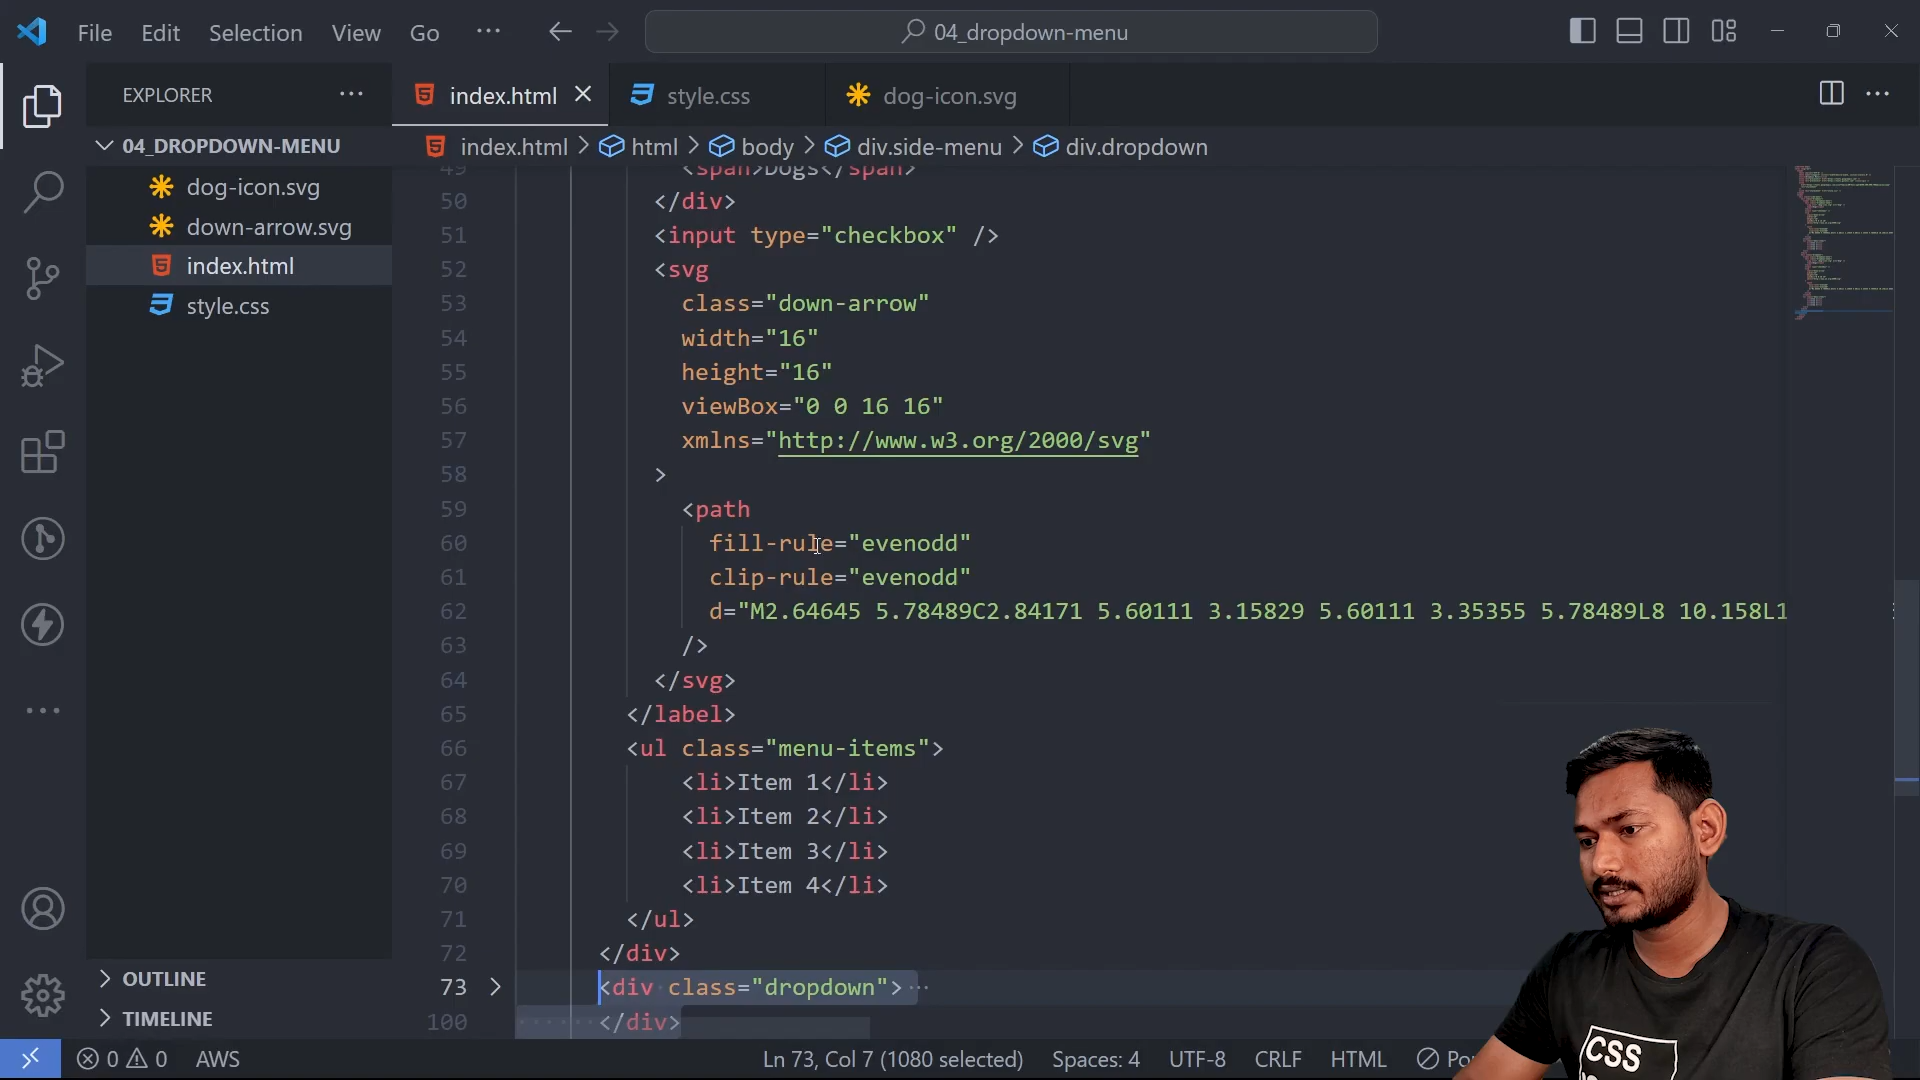 File Edit Selection View Go ··· 04_dropdown-menu
EXPLORER ···
index.html
style.css
dog-icon.svg
04_DROPDOWN-MENU
index.html > html > body > div.side-menu > div.dropdown
dog-icon.svg
down-arrow.svg
index.html
style.css
49 <span>Dogs</span>
50 </div>
51 <input type="checkbox" />
52 <svg
53 class="down-arrow"
54 width="16"
55 height="16"
56 viewBox="0 0 16 16"
57 xmlns="http://www.w3.org/2000/svg"
58 >
59 <path
60 fill-rule="evenodd"
61 clip-rule="evenodd"
62 d="M2.64645 5.78489C2.84171 5.60111 3.15829 5.60111 3.35355 5.78489L8 10.158L1
63 />
64 </svg>
65 </label>
66 <ul class="menu-items">
67 <li>Item 1</li>
68 <li>Item 2</li>
69 <li>Item 3</li>
70 <li>Item 4</li>
71 </ul>
72 </div>
73 <div class="dropdown"> ···
100 </div>
OUTLINE
TIMELINE
0 0 AWS Ln 73, Col 7 (1080 selected) Spaces: 4 UTF-8 CRLF HTML
CSS